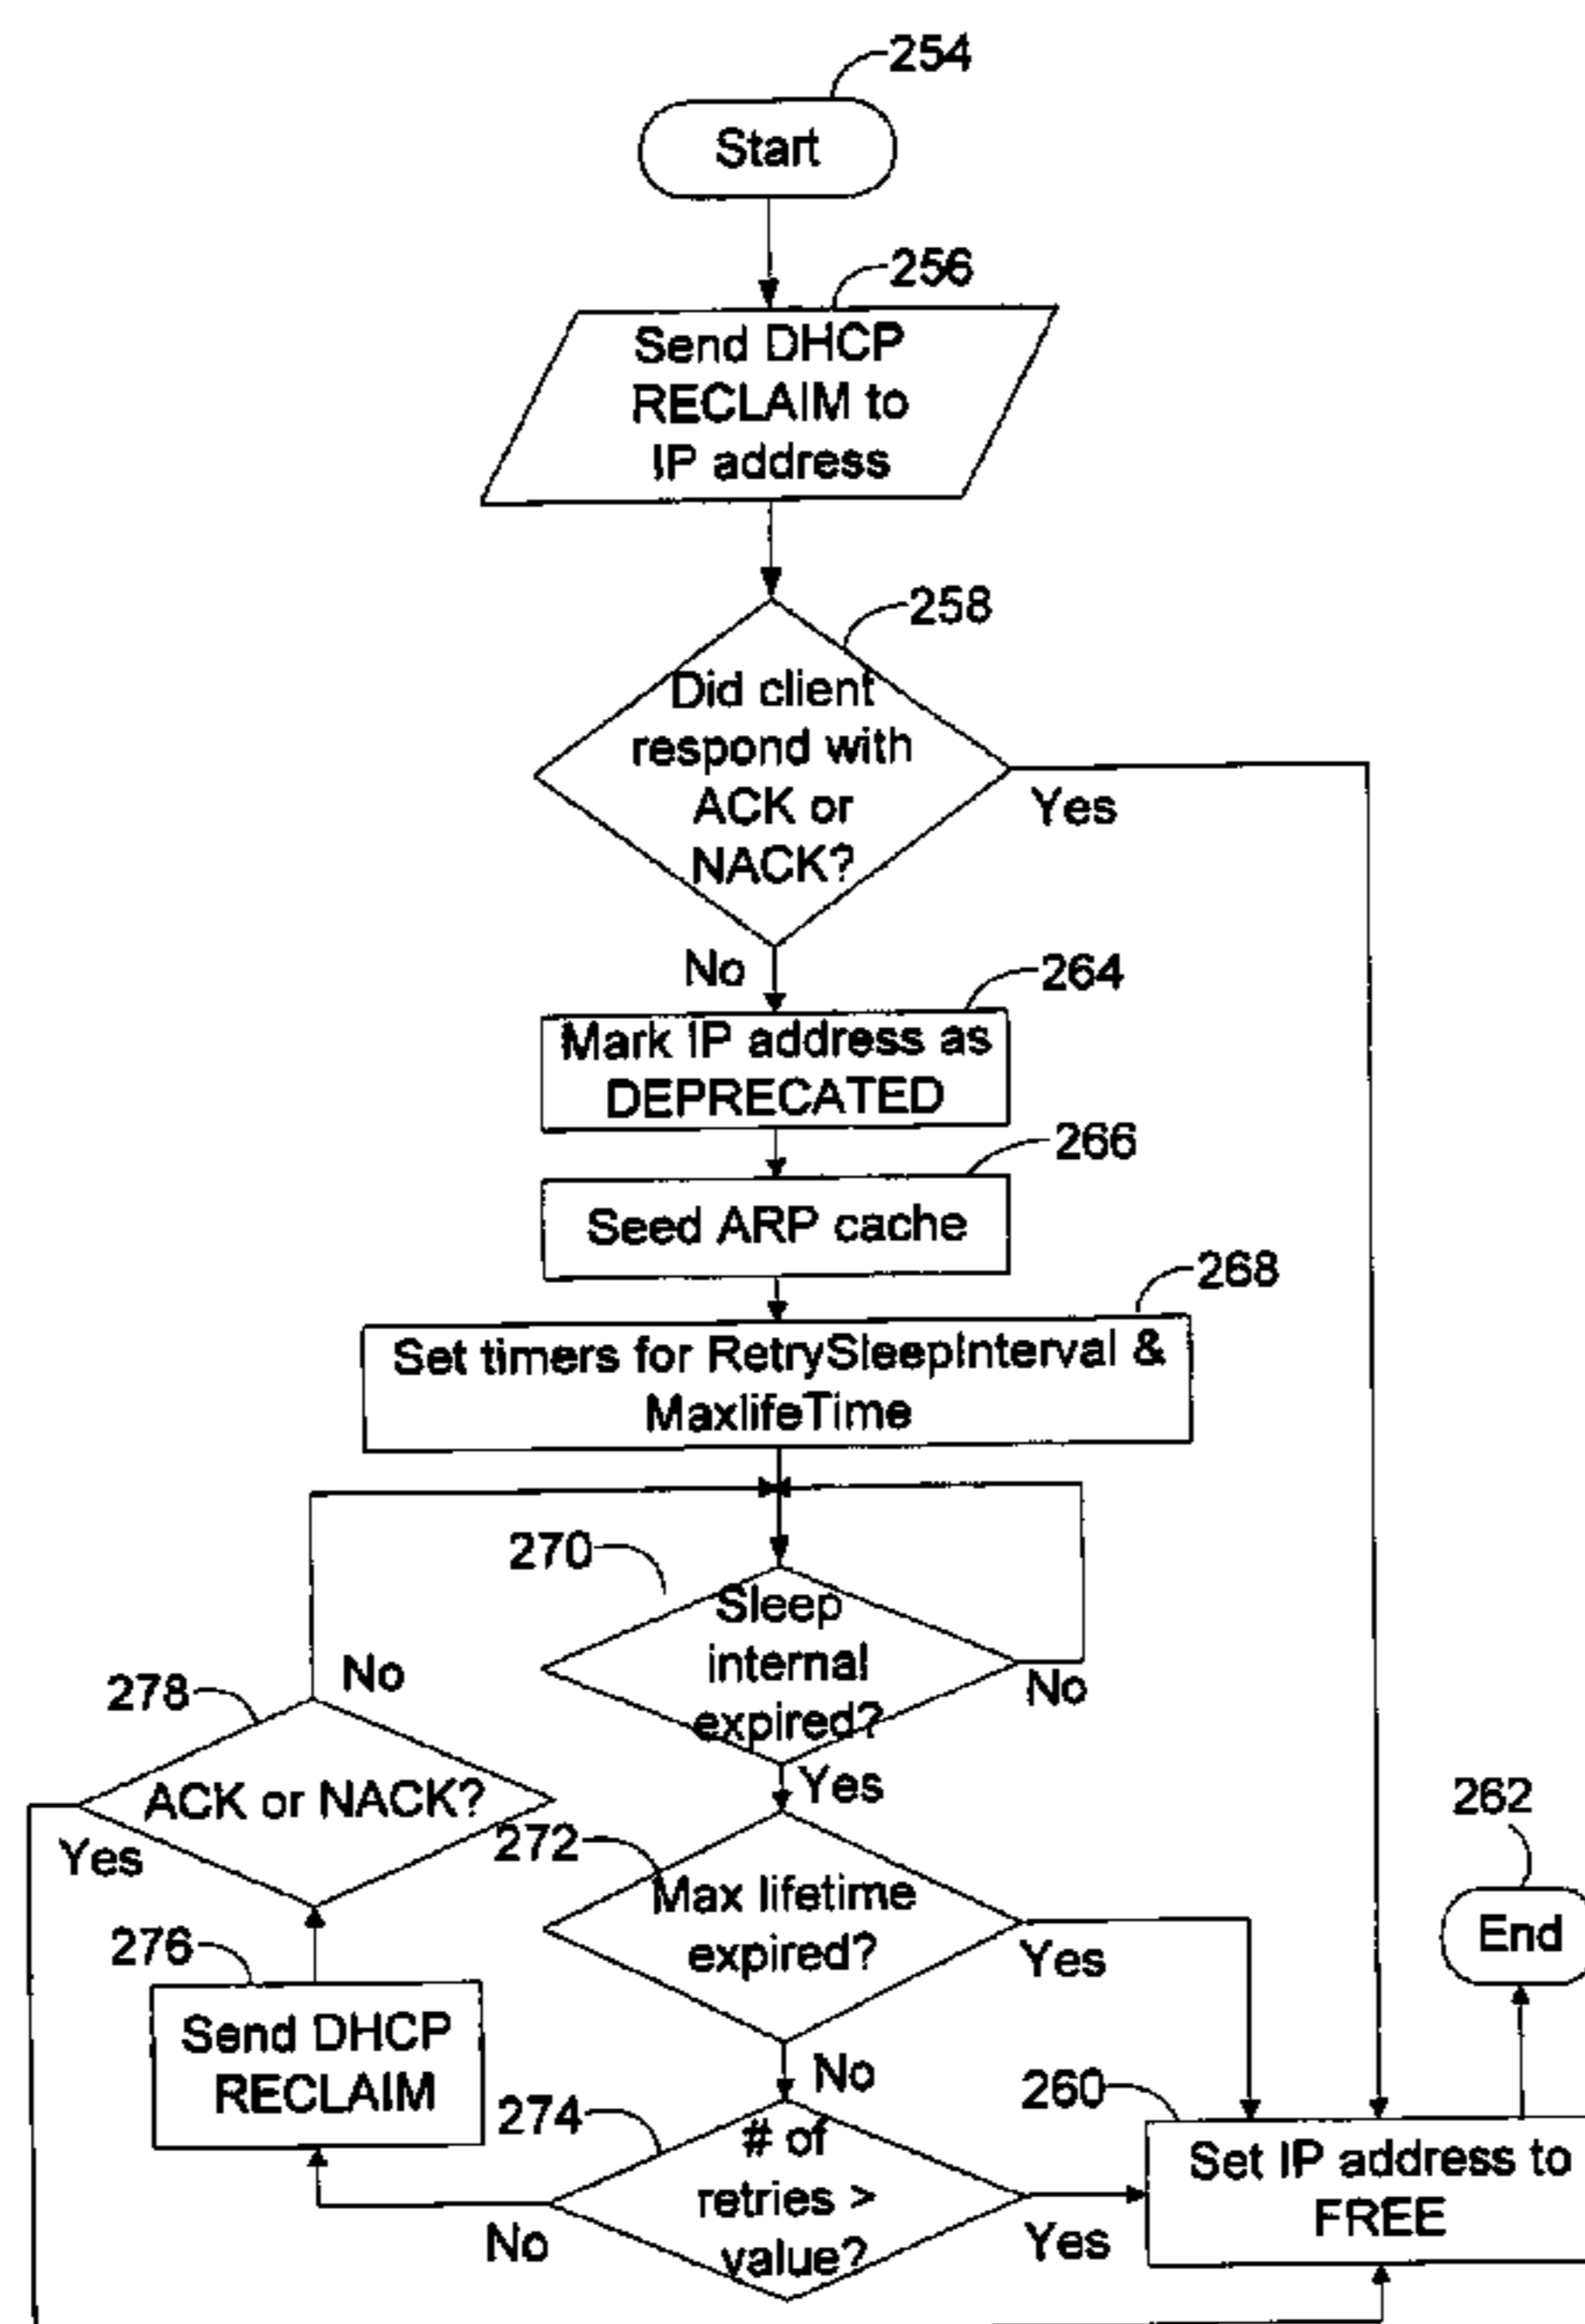 254
Start
256
Send DHCP
RECLAIM to
IP address
258
Did client
respond with
ACK or
NACK?
Yes
No
264
Mark IP address as
DEPRECATED
266
Seed ARP cache
268
Set timers for RetrySleepInterval &
MaxlifeTime
270
Sleep
internal
expired?
No
Yes
278
No
ACK or NACK?
Yes
272
Max lifetime
expired?
Yes
No
262
End
276
Send DHCP
RECLAIM
274
# of
retries >
value?
No
Yes
260
Set IP address to
FREE